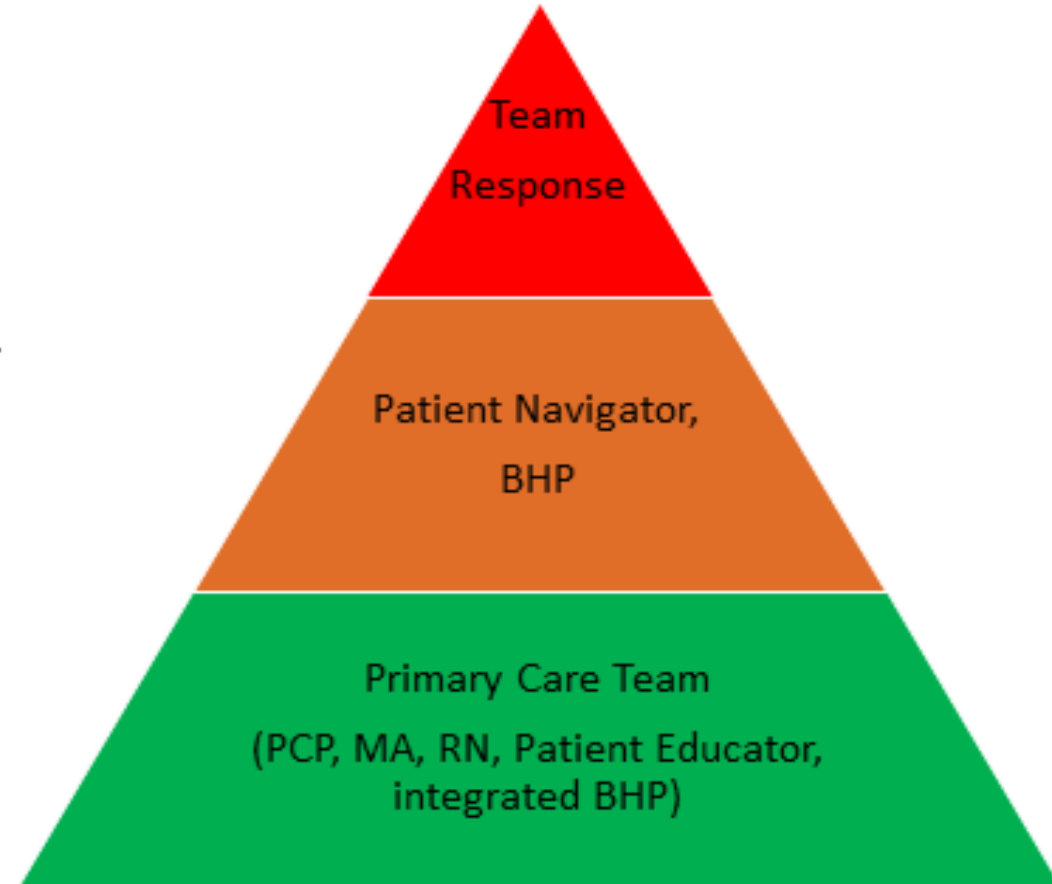 Team
Response
Patient Navigator,
BHP
Primary Care Team
(PCP, MA, RN, Patient Educator,
integrated BHP)